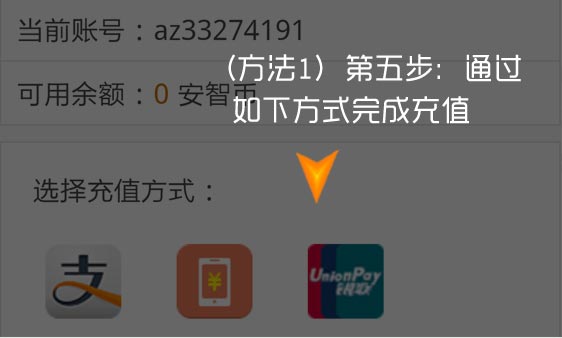 当前账号：az33274191
(方法1) 第五步: 通过
如下方式完成充值
可用余额：0 安智币
选择充值方式：
支
¥
UnionPay
银联